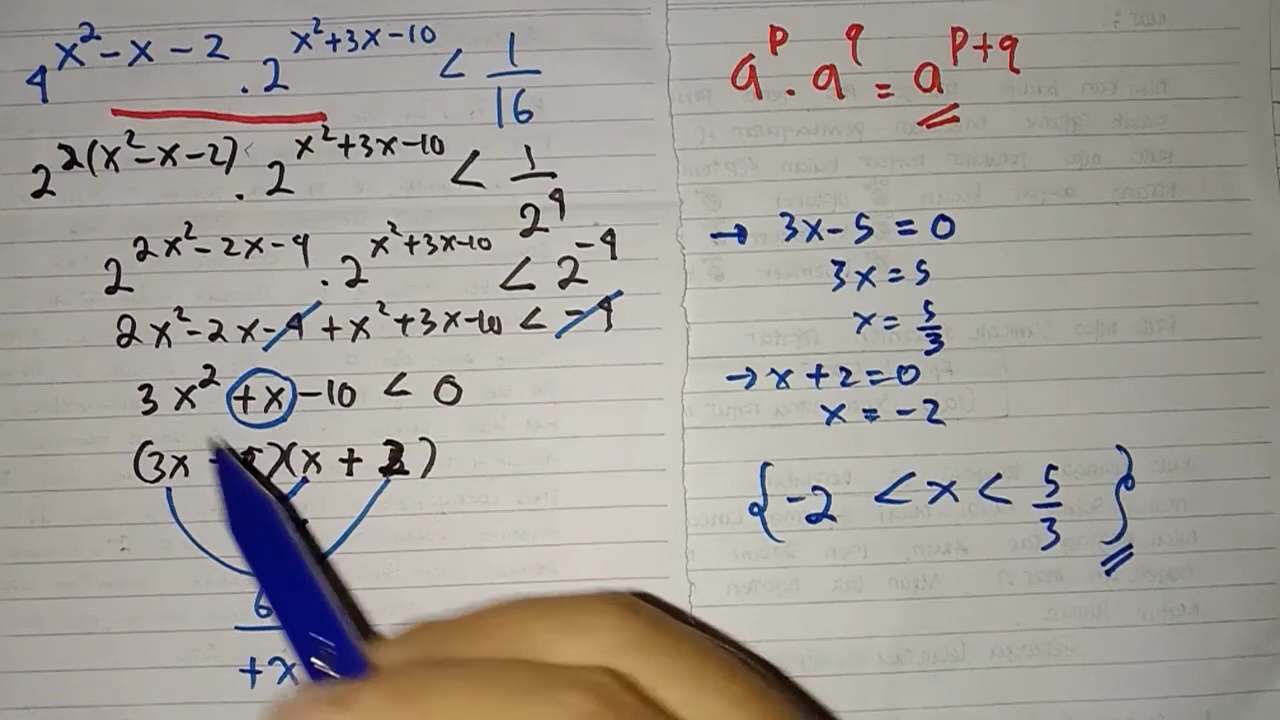 4^{x²-x-2} . 2^{x²+3x-10} < 1/16
2^{2(x²-x-2)} . 2^{x²+3x-10} < 1/2^4
2^{2x²-2x-4} . 2^{x²+3x-10} < 2^{-4}
2x²-2x-4+x²+3x-10 < -4
3x²+x-10 < 0
(3x - )(x + 2)
6
+x
a^p . a^q = a^{p+q}
→ 3x-5=0
3x=5
x=5/3
→x+2=0
x=-2
{-2 < x < 5/3}